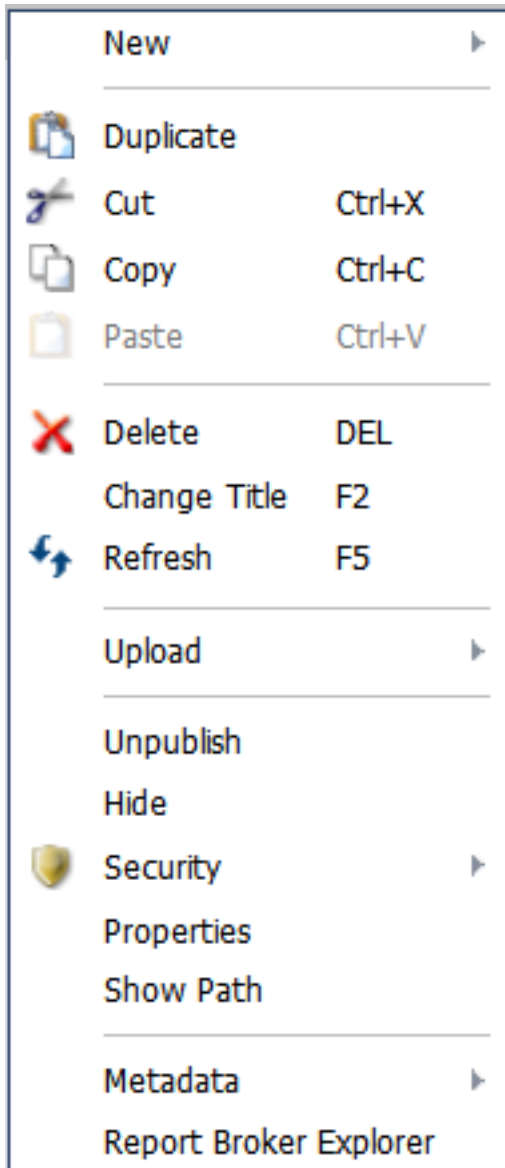 New
Duplicate
Cut Ctrl+X
Copy Ctrl+C
Paste Ctrl+V
Delete DEL
Change Title F2
Refresh F5
Upload
Unpublish
Hide
Security
Properties
Show Path
Metadata
Report Broker Explorer